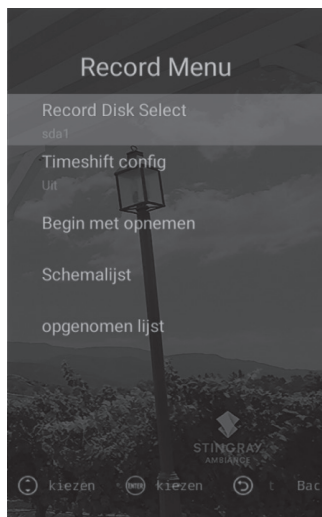 Record Menu
Record Disk Select
sda1
Timeshift config
Uit
Begin met opnemen
Schemalijst
opgenomen lijst
STINGRAY
AMBIANCE
kiezen ENTER kiezen t Bac